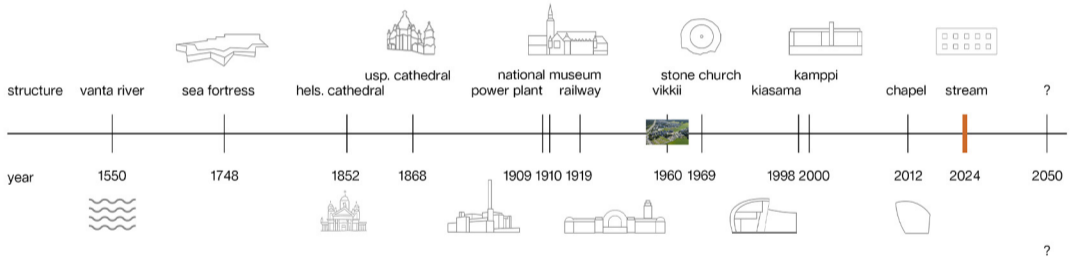 usp. cathedral national museum stone church kamppi
structure vanta river sea fortress hels. cathedral power plant railway vikkii kiasama chapel stream ?
year 1550 1748 1852 1868 1909 1910 1919 1960 1969 1998 2000 2012 2024 2050
?